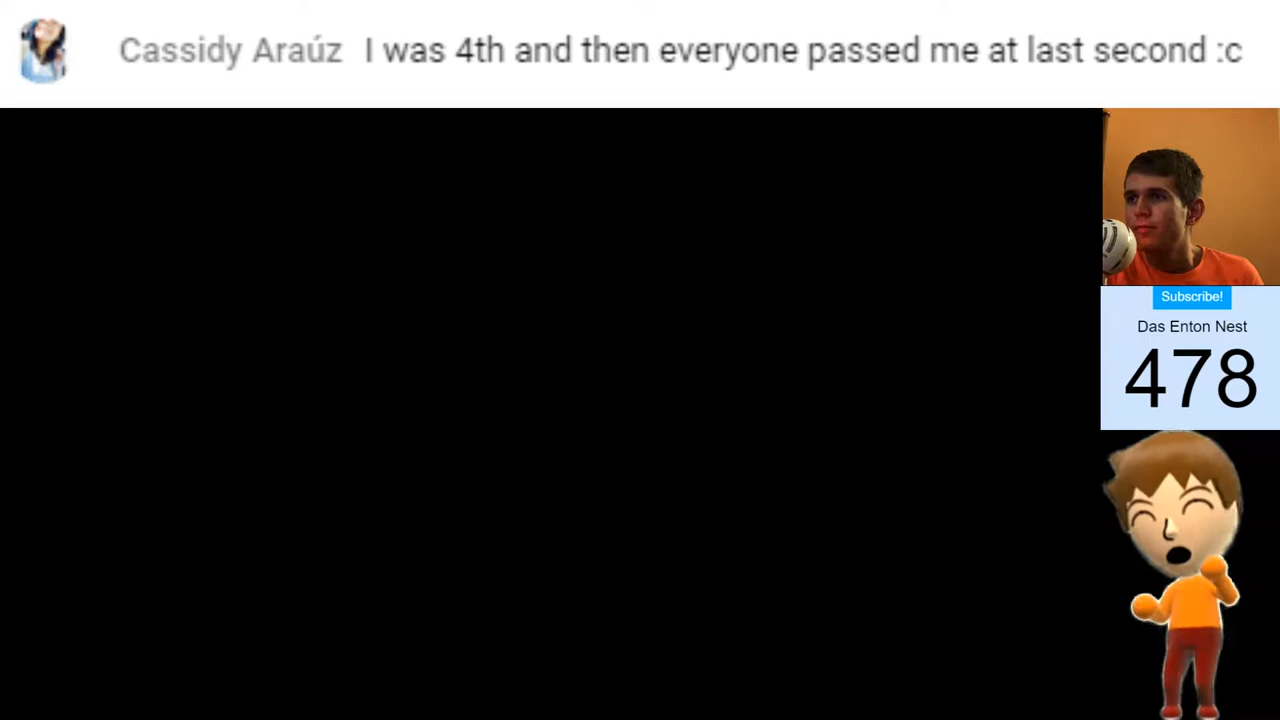 Cassidy Araúz I was 4th and then everyone passed me at last second :c
Subscribe!
Das Enton Nest
478